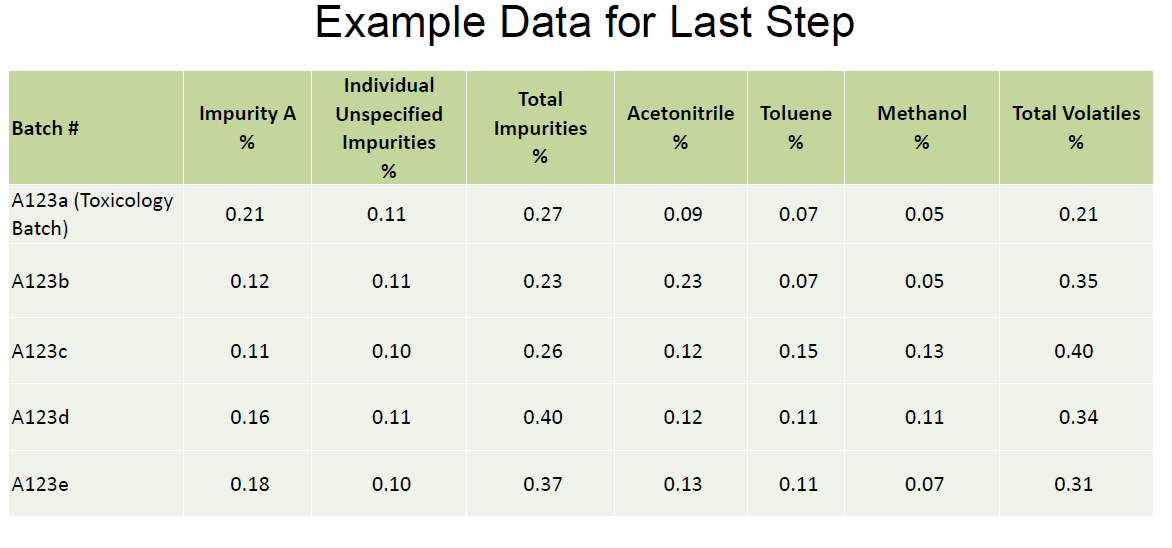 Example Data for Last Step
Batch #
Impurity A
%
Individual
Unspecified
Impurities
%
Total
Impurities
%
Acetonitrile
%
Toluene
%
Methanol
%
Total Volatiles
%
A123a (Toxicology
Batch)
0.21
0.11
0.27
0.09
0.07
0.05
0.21
A123b
0.12
0.11
0.23
0.23
0.07
0.05
0.35
A123c
0.11
0.10
0.26
0.12
0.15
0.13
0.40
A123d
0.16
0.11
0.40
0.12
0.11
0.11
0.34
A123e
0.18
0.10
0.37
0.13
0.11
0.07
0.31